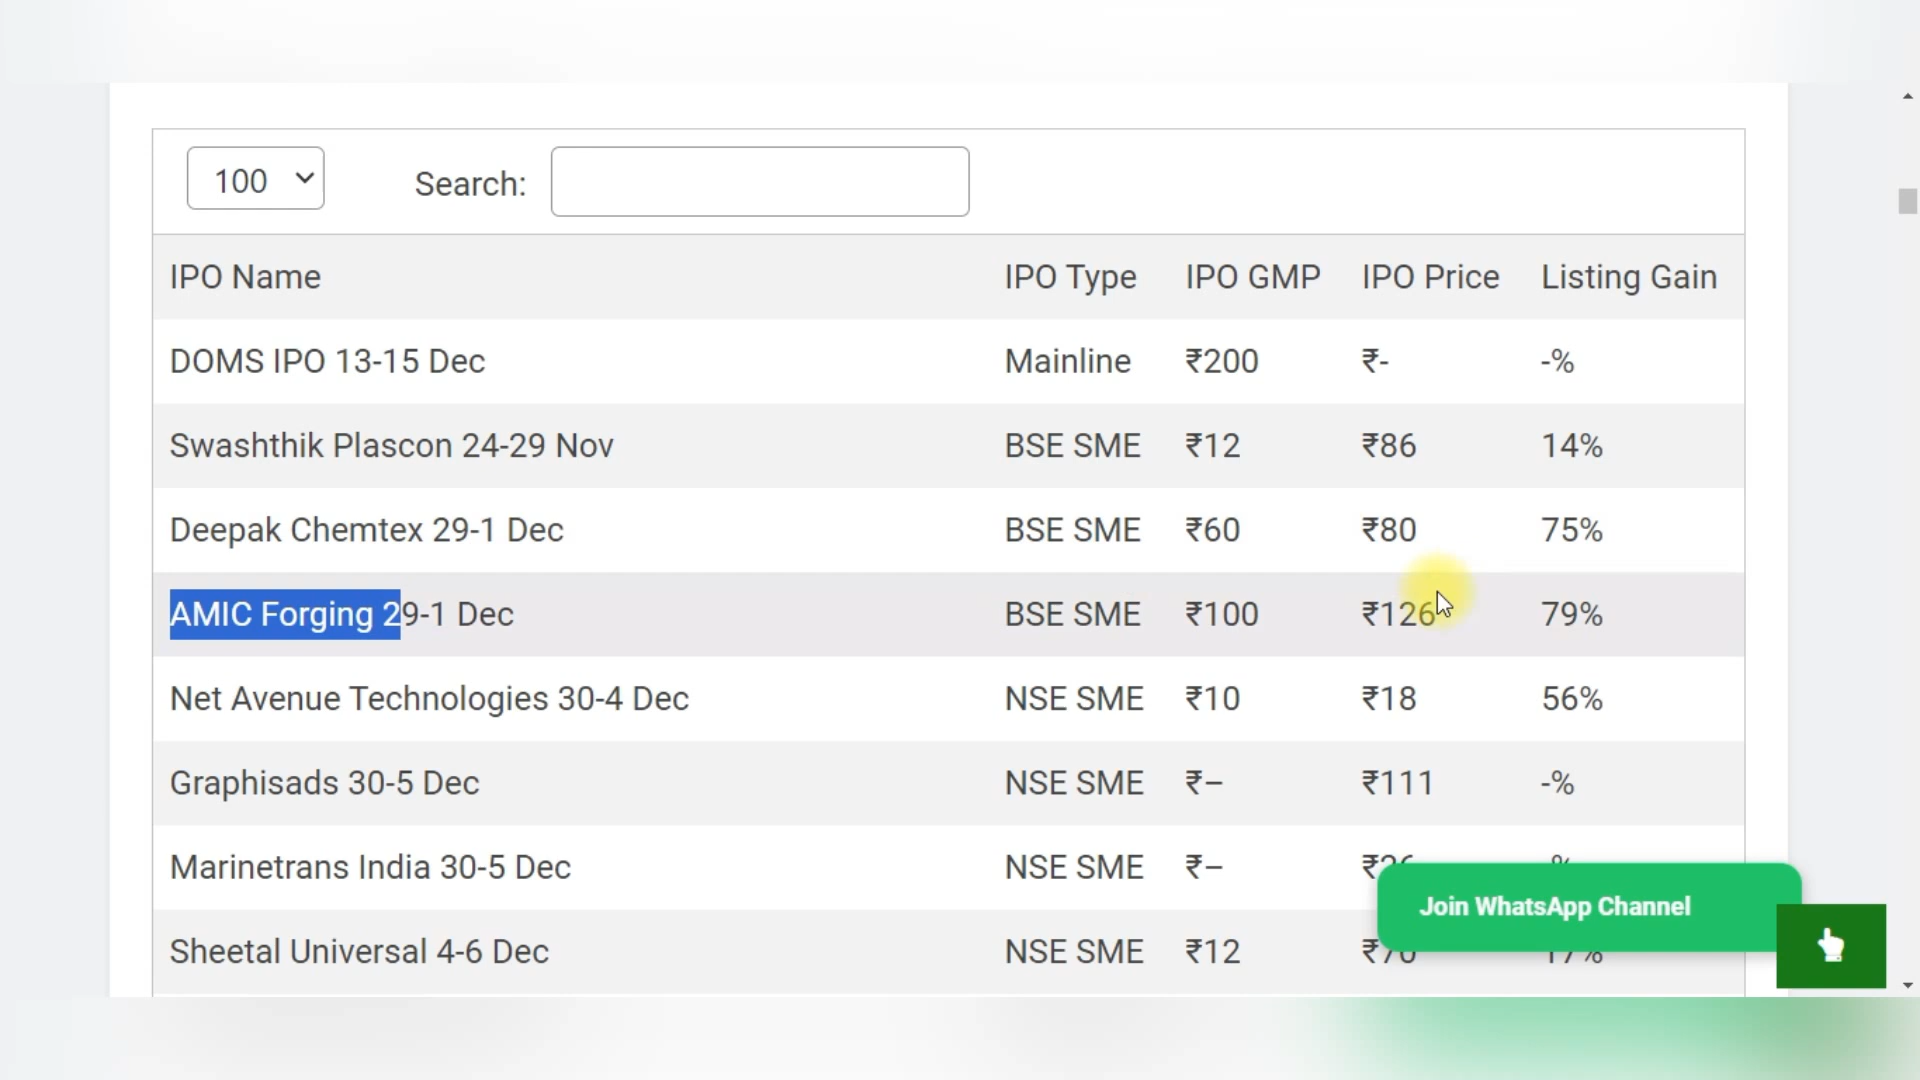 100 Search:
IPO Name IPO Type IPO GMP IPO Price Listing Gain
DOMS IPO 13-15 Dec Mainline ₹200 ₹- -%
Swashthik Plascon 24-29 Nov BSE SME ₹12 ₹86 14%
Deepak Chemtex 29-1 Dec BSE SME ₹60 ₹80 75%
AMIC Forging 29-1 Dec BSE SME ₹100 ₹126 79%
Net Avenue Technologies 30-4 Dec NSE SME ₹10 ₹18 56%
Graphisads 30-5 Dec NSE SME ₹– ₹111 -%
Marinetrans India 30-5 Dec NSE SME ₹– ₹26 -%
Sheetal Universal 4-6 Dec NSE SME ₹12 ₹70 17%
Join WhatsApp Channel